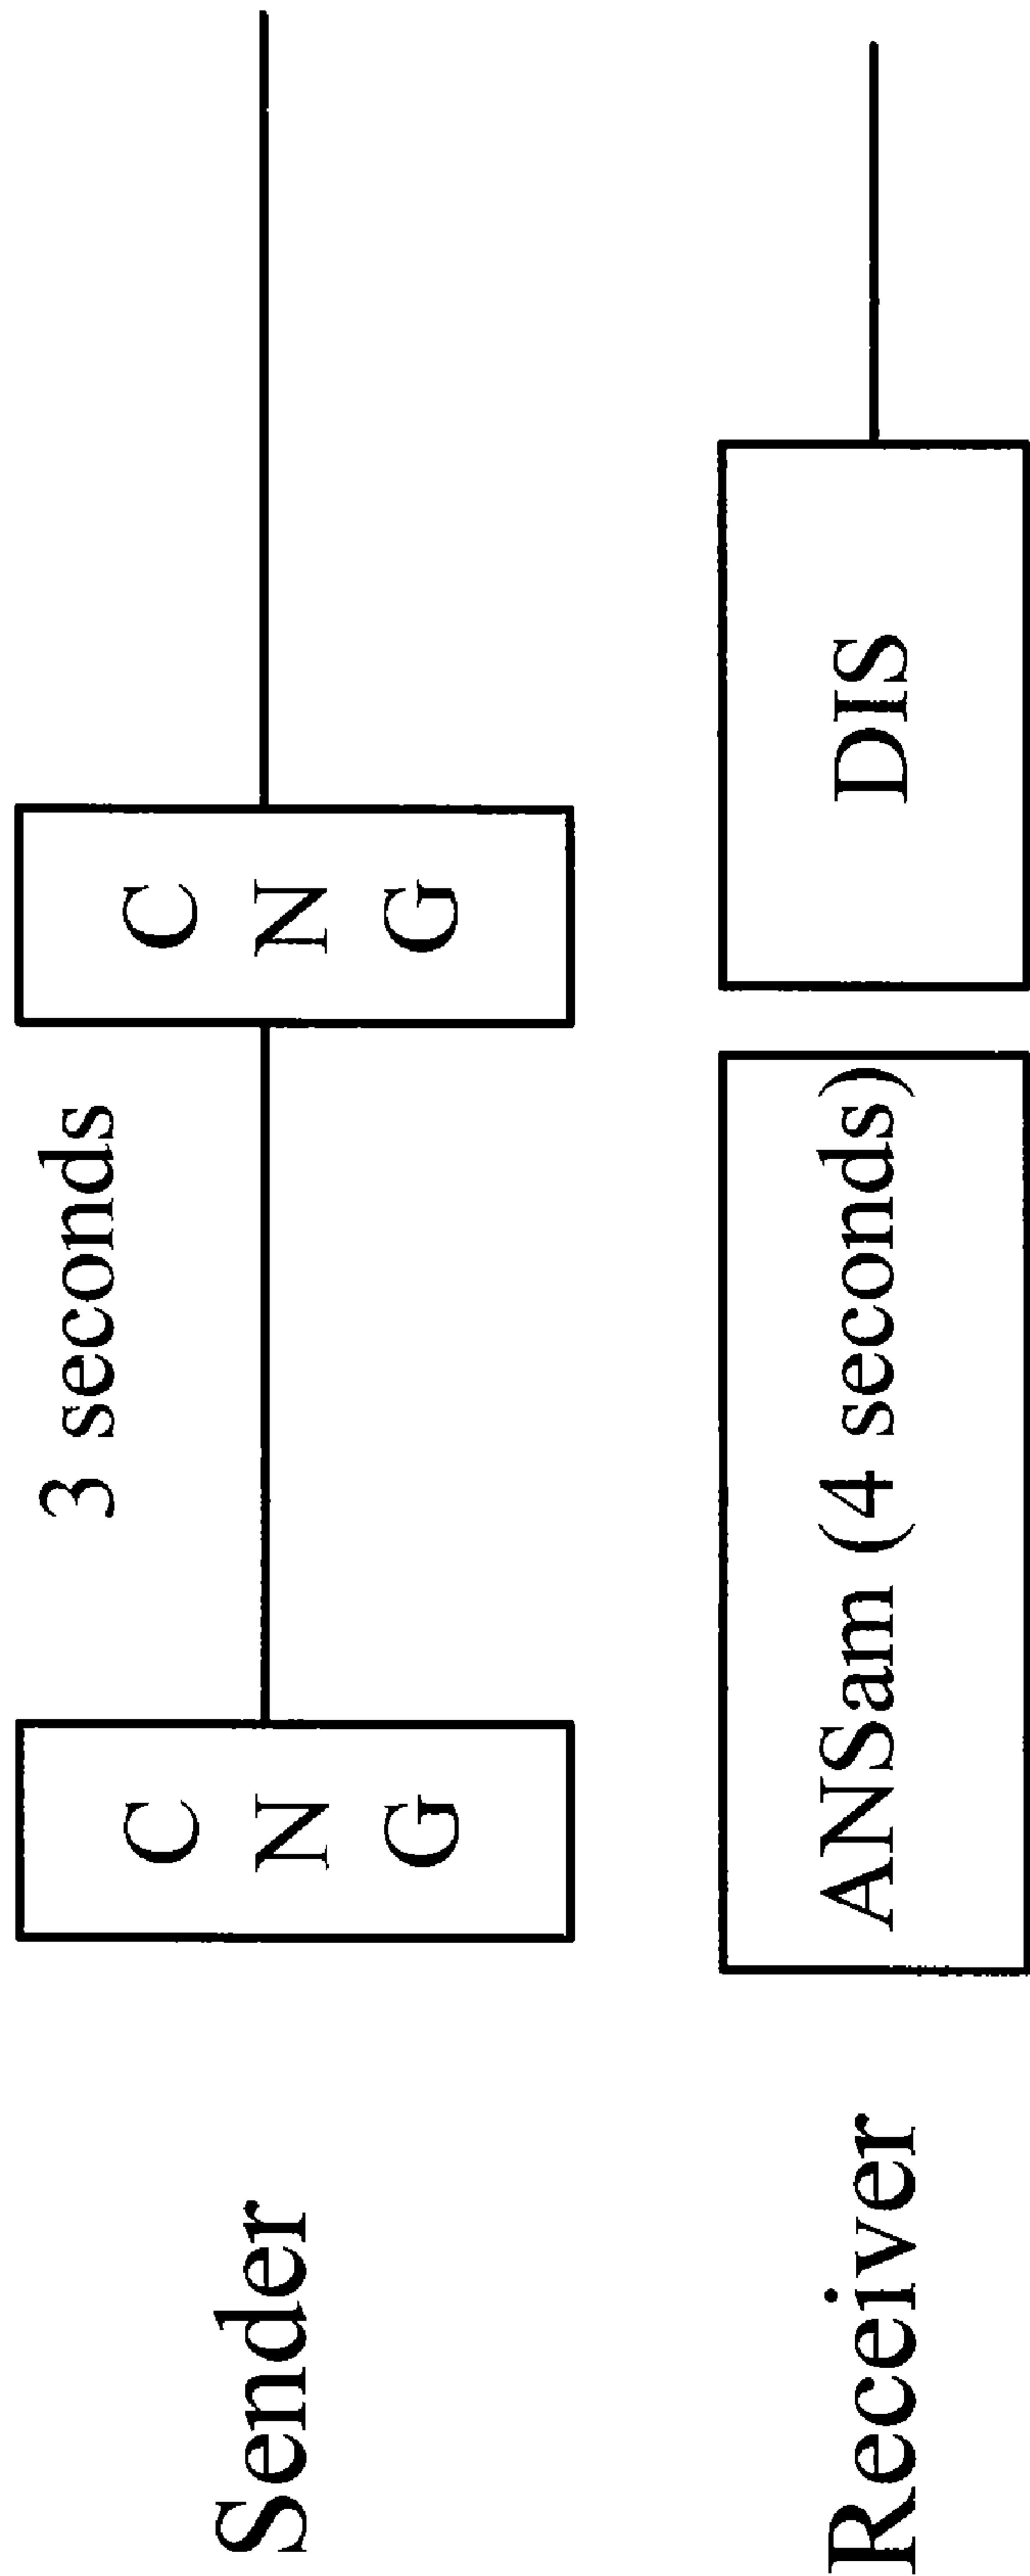 3 seconds
Sender
C
N
G
C
N
G
Receiver
ANSam (4 seconds)
DIS